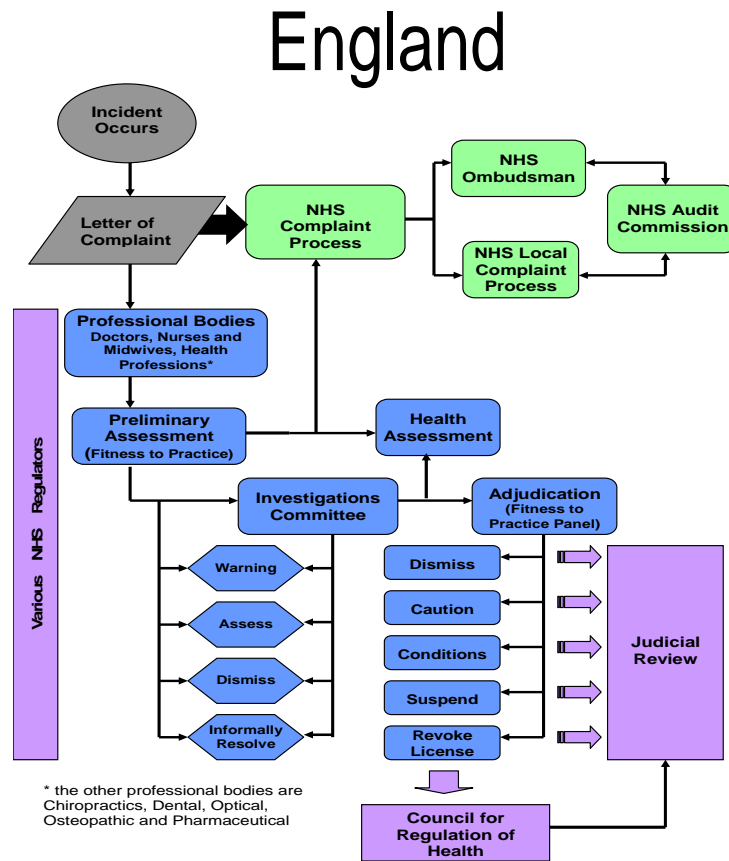 England
Incident
Occurs
Letter of
Complaint
NHS
Complaint
Process
NHS
Ombudsman
NHS Audit
Commission
NHS Local
Complaint
Process
Various NHS Regulators
Professional Bodies
Doctors, Nurses and
Midwives, Health
Professions*
Preliminary
Assessment
(Fitness to Practice)
Health
Assessment
Investigations
Committee
Adjudication
(Fitness to
Practice Panel)
Warning
Assess
Dismiss
Informally
Resolve
Dismiss
Caution
Conditions
Suspend
Revoke
License
Judicial
Review
* the other professional bodies are
Chiropractics, Dental, Optical,
Osteopathic and Pharmaceutical
Council for
Regulation of
Health